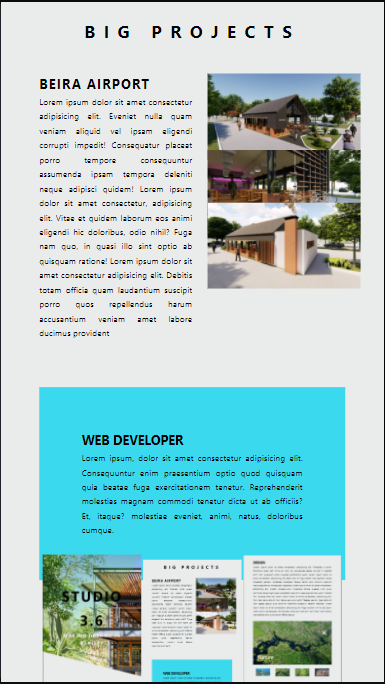 BIG PROJECTS
BEIRA AIRPORT
Lorem ipsum dolor sit amet consectetur
adipisicing elit. Eveniet nulla quam
veniam aliquid vel ipsam eligendi
corrupti impedit! Consequatur placeat
porro tempore consequuntur
assumenda ipsam tempora deleniti
neque adipisci quidem! Lorem ipsum
dolor sit amet consectetur, adipisicing
elit. Vitae et quidem laborum eos animi
eligendi hic doloribus, odio nihil? Fuga
nam quo, in quasi illo sint optio ab
quisquam ratione! Lorem ipsum dolor sit
amet consectetur adipisicing elit. Debitis
totam officia quam laudantium suscipit
porro quos repellendus harum
accusantium veniam amet labore
ducimus provident
WEB DEVELOPER
Lorem ipsum, dolor sit amet consectetur adipisicing elit.
Consequuntur enim praesentium optio quod quisquam
quia beatae fuga exercitationem tenetur. Reprehenderit
molestias magnam commodi tenetur dicta ut ab officiis?
Et, itaque? molestiae eveniet, animi, natus, doloribus
cumque.
STUDIO
3.6
BIG PROJECTS
BEIRA AIRPORT
WEB DEVELOPER
DESIGN
Nature